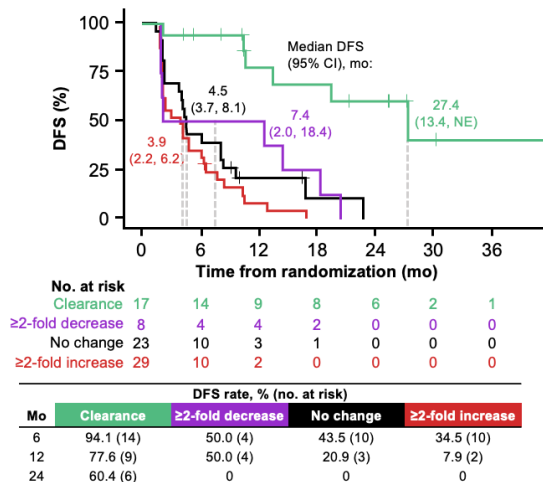 100
75
50
25
0
DFS (%)
Median DFS
(95% CI), mo:
4.5
(3.7, 8.1)
7.4
(2.0, 18.4)
27.4
(13.4, NE)
3.9
(2.2, 6.2)
0 6 12 18 24 30 36
Time from randomization (mo)
No. at risk
Clearance 17 14 9 8 6 2 1
≥2-fold decrease 8 4 4 2 0 0 0
No change 23 10 3 1 0 0 0
≥2-fold increase 29 10 2 0 0 0 0
DFS rate, % (no. at risk)
Mo Clearance ≥2-fold decrease No change ≥2-fold increase
6 94.1 (14) 50.0 (4) 43.5 (10) 34.5 (10)
12 77.6 (9) 50.0 (4) 20.9 (3) 7.9 (2)
24 60.4 (6) 0 0 0